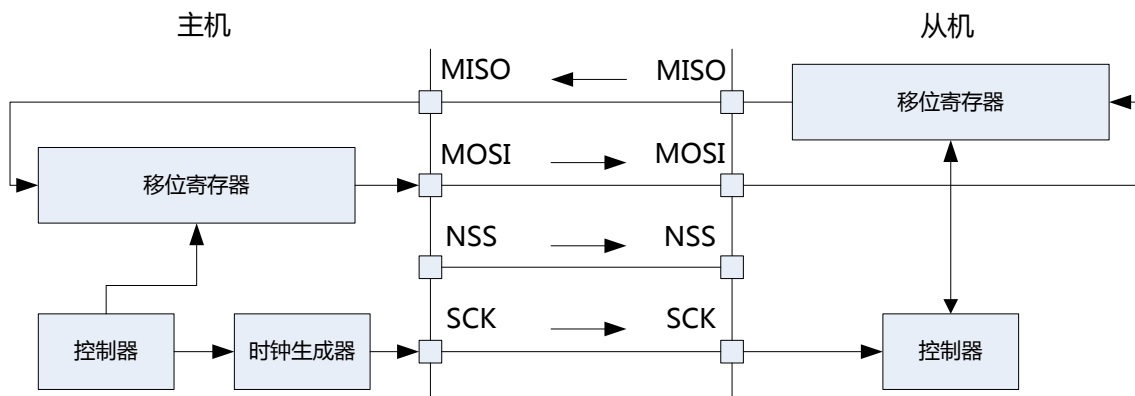 主机
从机
MISO
MISO
移位寄存器
MOSI
MOSI
移位寄存器
NSS
NSS
SCK
SCK
控制器
时钟生成器
控制器